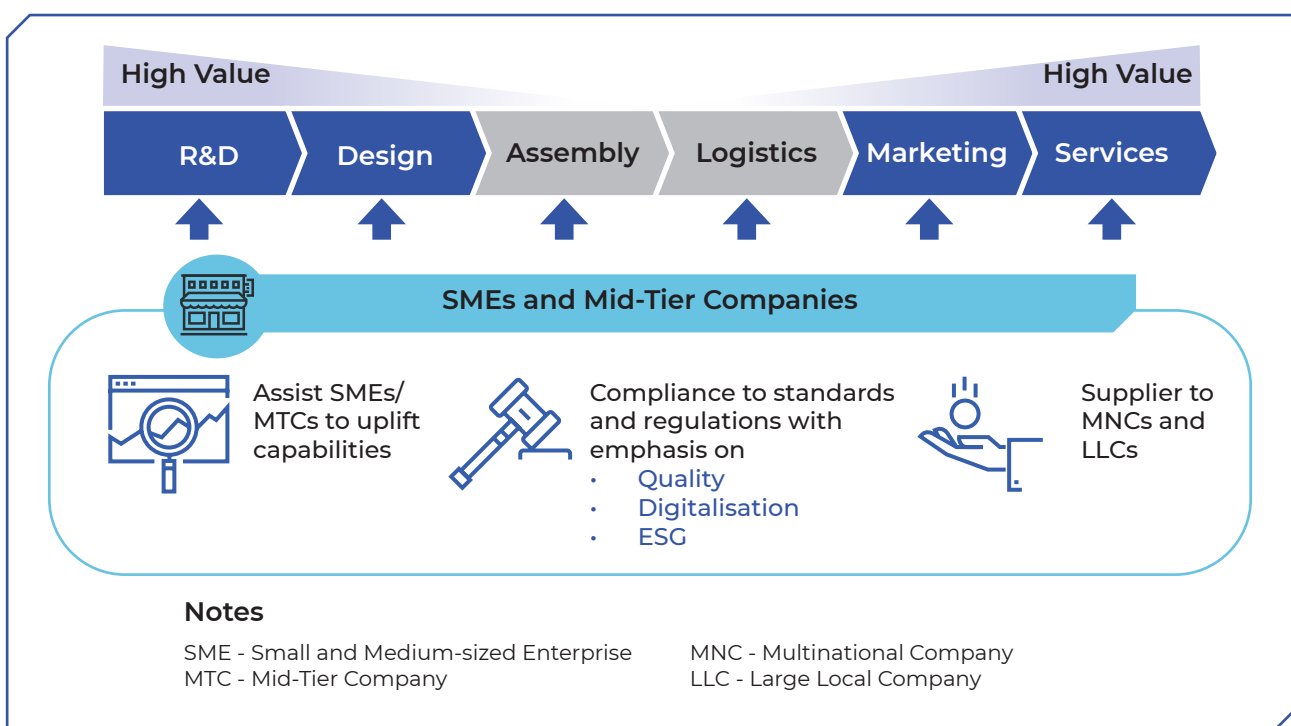 High Value
High Value
R&D
Design
Assembly
Logistics
Marketing
Services
SMEs and Mid-Tier Companies
Assist SMEs/
MTCs to uplift
capabilities
Compliance to standards
and regulations with
emphasis on
• Quality
• Digitalisation
• ESG
Supplier to
MNCs and
LLCs
Notes
SME - Small and Medium-sized Enterprise
MTC - Mid-Tier Company
MNC - Multinational Company
LLC - Large Local Company